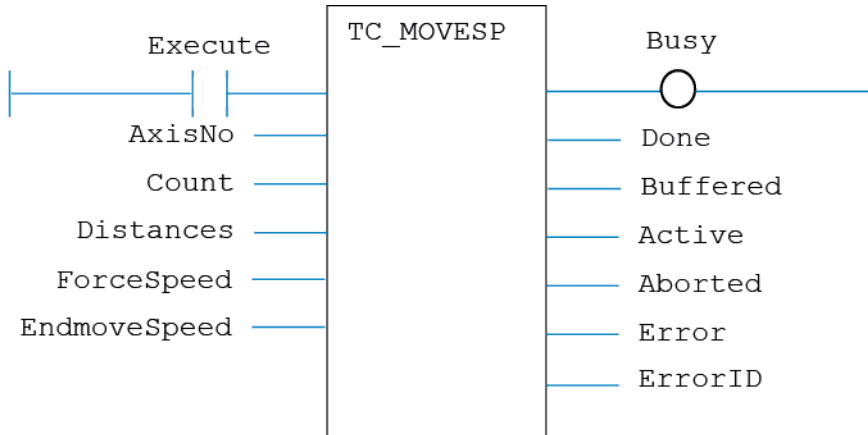 TC_MOVESP
Execute
Busy
AxisNo
Done
Count
Buffered
Distances
Active
ForceSpeed
Aborted
EndmoveSpeed
Error
ErrorID